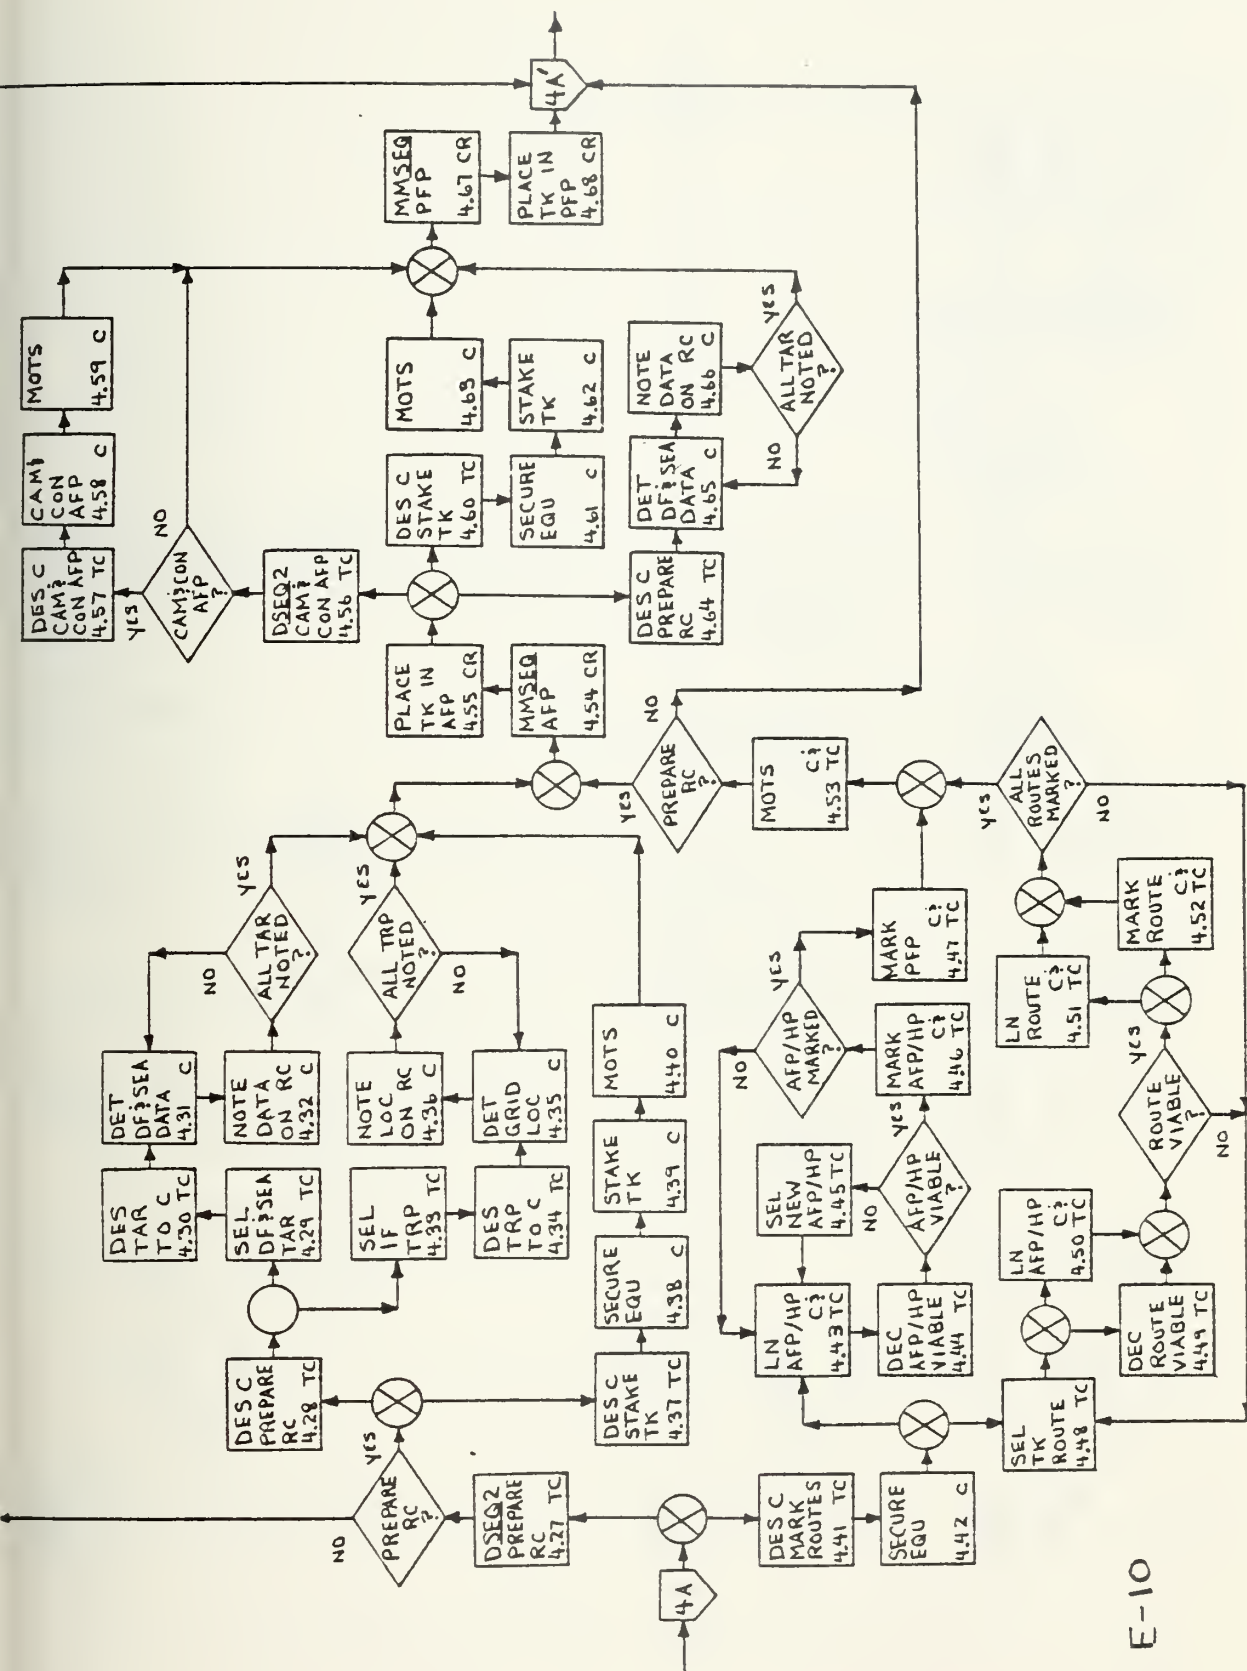 4A
DSEQ2
PREPARE
RC
4.27 TC
PREPARE
RC
?
NO
YES
DES C
PREPARE
RC
4.28 TC
SEL
DF & SEA
TAR
4.29 TC
DES
TAR
TO C
4.30 TC
DET
DF & SEA
DATA
4.31 C
NOTE
DATA
ON RC
4.32 C
ALL TAR
NOTED
?
NO
YES
SEL
IF
TRP
4.33 TC
DES
TRP
TO C
4.34 TC
DET
GRID
LOC
4.35 C
NOTE
LOC
ON RC
4.36 C
ALL TRP
NOTED
?
YES
NO
DES C
STAKE
TK
4.37 TC
SECURE
EQU
4.38 C
STAKE
TK
4.39 C
MOTS
4.40 C
DES C
MARK
ROUTES
4.41 TC
SECURE
EQU
4.42 C
LN
AFP/HP
C &
4.43 TC
DEC
AFP/HP
VIABLE
4.44 TC
AFP/HP
VIABLE
?
NO
YES
SEL
NEW
AFP/HP
4.45 TC
MARK
AFP/HP
C &
4.46 TC
AFP/HP
MARKED
?
NO
YES
MARK
PFP
C &
4.47 TC
SEL
TK
ROUTE
4.48 TC
DEC
ROUTE
VIABLE
4.49 TC
LN
AFP/HP
C &
4.50 TC
ROUTE
VIABLE
?
YES
NO
LN
ROUTE
C &
4.51 TC
MARK
ROUTE
C &
4.52 TC
ALL
ROUTES
MARKED
?
YES
NO
MOTS
C &
4.53 TC
PREPARE
RC
?
YES
NO
MMSEQ
AFP
4.54 CR
PLACE
TK IN
AFP
4.55 CR
DSEQ2
CAM &
CON AFP
4.56 TC
CAM & CON
AFP
?
YES
NO
DES C
CAM &
CON AFP
4.57 TC
CAM &
CON
AFP
4.58 C
MOTS
4.59 C
DES C
STAKE
TK
4.60 TC
SECURE
EQU
4.61 C
STAKE
TK
4.62 C
MOTS
4.63 C
DES C
PREPARE
RC
4.64 TC
DET
DF & SEA
DATA
4.65 C
NOTE
DATA
ON RC
4.66 C
ALL TAR
NOTED
?
NO
YES
MMSEQ
PFP
4.67 CR
PLACE
TK IN
PFP
4.68 CR
4A'
E-10